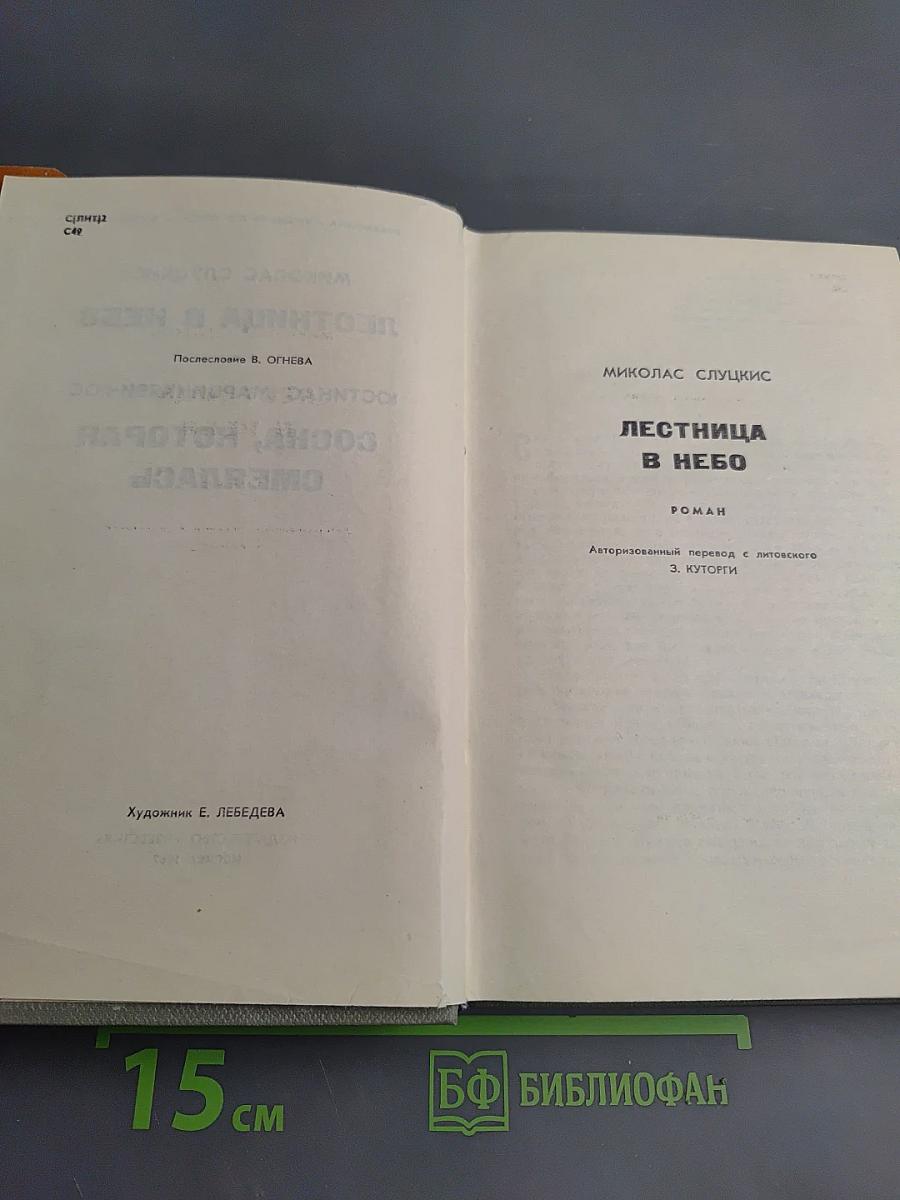 С(ЛИТ)2
С49
Послесловие В. ОГНЕВА
Художник Е. ЛЕБЕДЕВА
МИКОЛАС СЛУЦКИС
ЛЕСТНИЦА
В НЕБО
РОМАН
Авторизованный перевод с литовского
З. КУТОРГИ
15 см
БФ БИБЛИОФАН